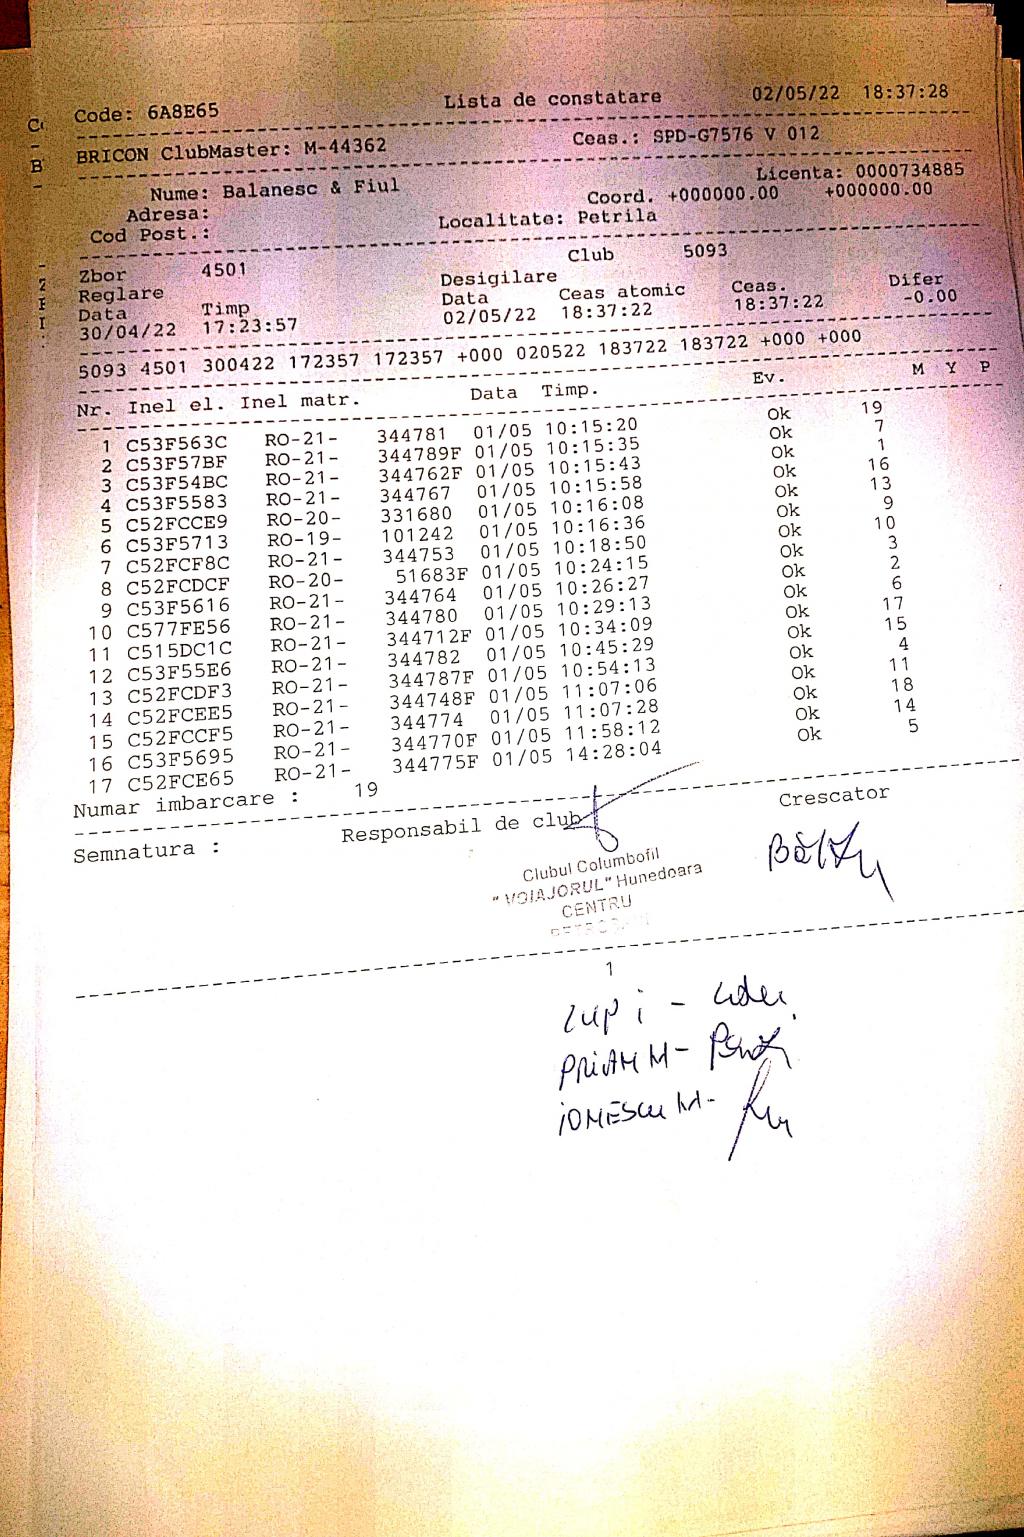 Code: 6A8E65 Lista de constatare 02/05/22 18:37:28
BRICON ClubMaster: M-44362 Ceas.: SPD-G7576 V 012
Licenta: 0000734885
Nume: Balanesc & Fiul Coord. +000000.00 +000000.00
Adresa:
Cod Post.: Localitate: Petrila
Zbor 4501 Club 5093
Reglare Desigilare
Data Timp Data Ceas atomic Ceas. Difer
30/04/22 17:23:57 02/05/22 18:37:22 18:37:22 -0.00
5093 4501 300422 172357 172357 +000 020522 183722 183722 +000 +000
Nr. Inel el. Inel matr. Data Timp. Ev. M Y P
1 C53F563C RO-21- 344781 01/05 10:15:20 Ok 19
2 C53F57BF RO-21- 344789F 01/05 10:15:35 Ok 7
3 C53F54BC RO-21- 344762F 01/05 10:15:43 Ok 1
4 C53F5583 RO-21- 344767 01/05 10:15:58 Ok 16
5 C52FCCE9 RO-20- 331680 01/05 10:16:08 Ok 13
6 C53F5713 RO-19- 101242 01/05 10:16:36 Ok 9
7 C52FCF8C RO-21- 344753 01/05 10:18:50 Ok 10
8 C52FCDCF RO-20- 51683F 01/05 10:24:15 Ok 3
9 C53F5616 RO-21- 344764 01/05 10:26:27 Ok 2
10 C577FE56 RO-21- 344780 01/05 10:29:13 Ok 6
11 C515DC1C RO-21- 344712F 01/05 10:34:09 Ok 17
12 C53F55E6 RO-21- 344782 01/05 10:45:29 Ok 15
13 C52FCDF3 RO-21- 344787F 01/05 10:54:13 Ok 4
14 C52FCEE5 RO-21- 344748F 01/05 11:07:06 Ok 11
15 C52FCCF5 RO-21- 344774 01/05 11:07:28 Ok 18
16 C53F5695 RO-21- 344770F 01/05 11:58:12 Ok 14
17 C52FCE65 RO-21- 344775F 01/05 14:28:04 Ok 5
Numar imbarcare : 19
Semnatura : Responsabil de club Crescator
Clubul Columbofil
"VOIAJORUL" Hunedoara
CENTRU
1
LUP i -
PRiAM M -
iONESCU M -